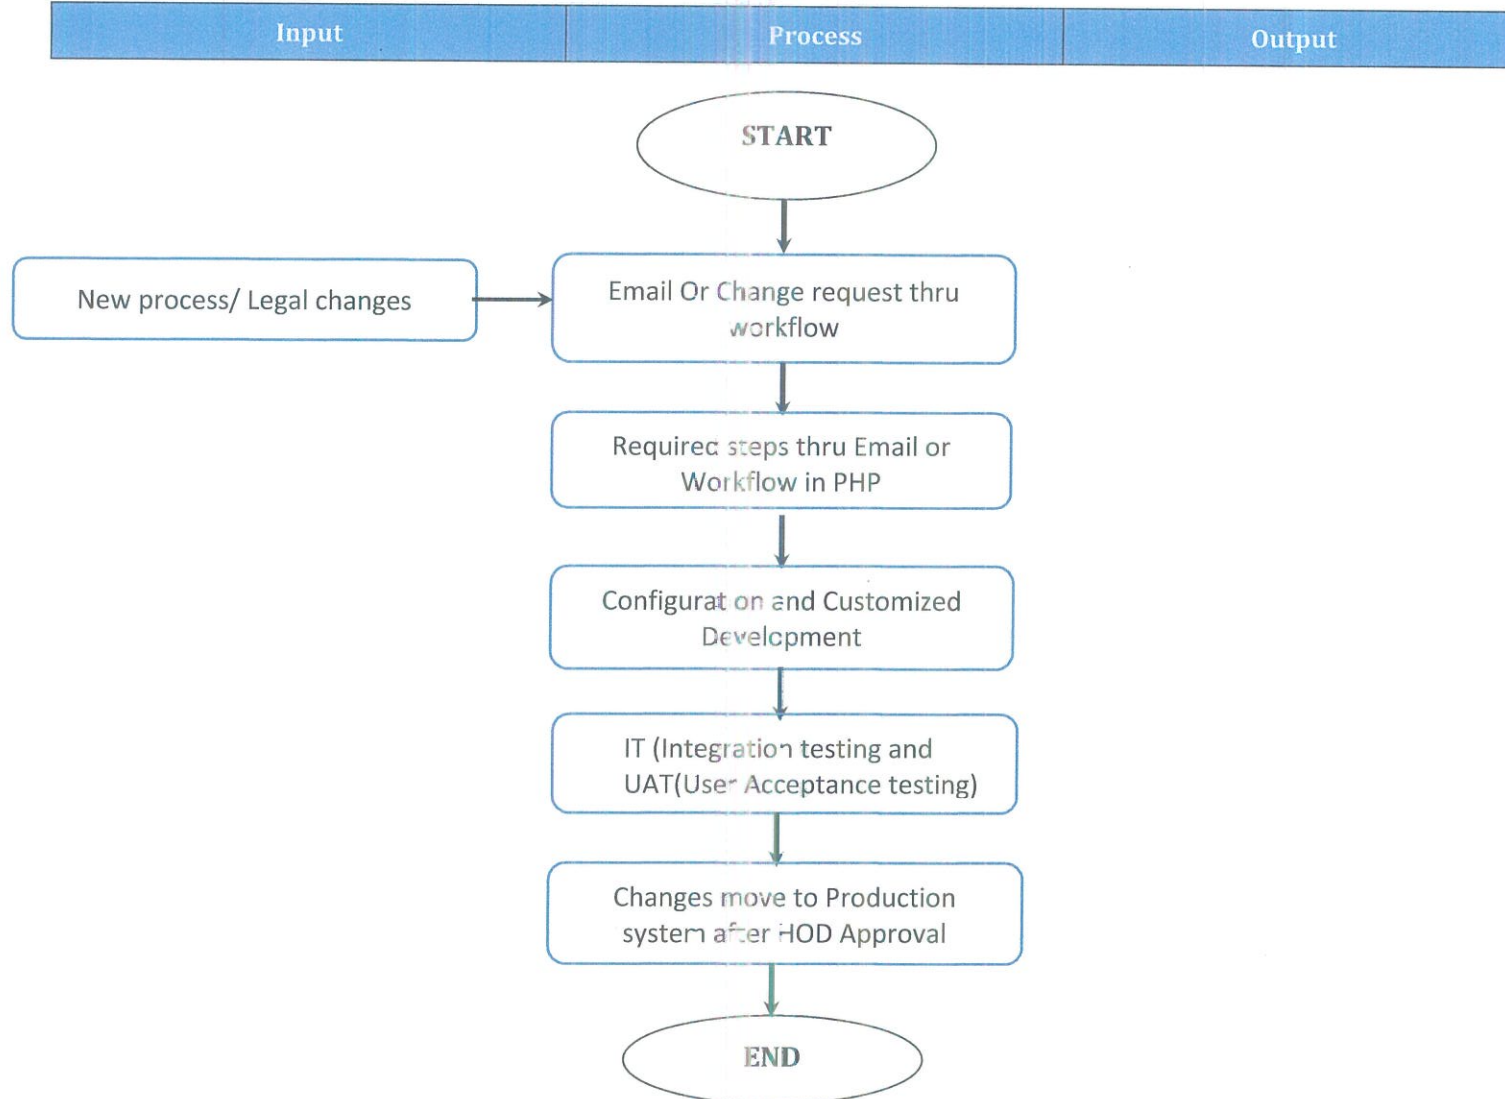 Input Process Output
START
New process/ Legal changes
Email Or Change request thru
workflow
Required steps thru Email or
Workflow in PHP
Configuration and Customized
Development
IT (Integration testing and
UAT(User Acceptance testing)
Changes move to Production
system after HOD Approval
END